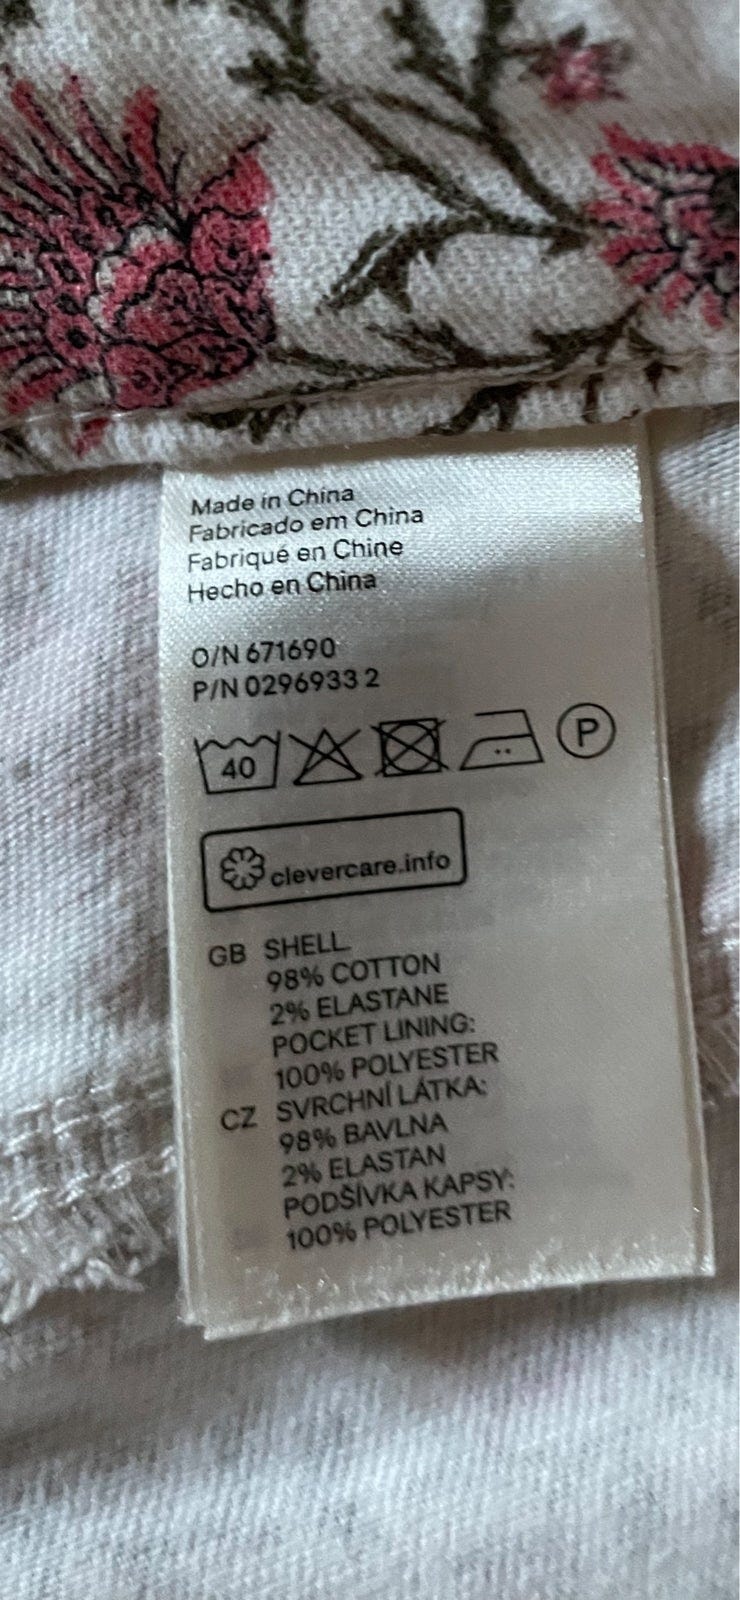 Made in China
Fabricado em China
Fabriqué en Chine
Hecho en China
O/N 671690
P/N 0296933 2
40 P
clevercare.info
GB SHELL
98% COTTON
2% ELASTANE
POCKET LINING:
100% POLYESTER
CZ SVRCHNÍ LÁTKA:
98% BAVLNA
2% ELASTAN
PODŠÍVKA KAPSY:
100% POLYESTER